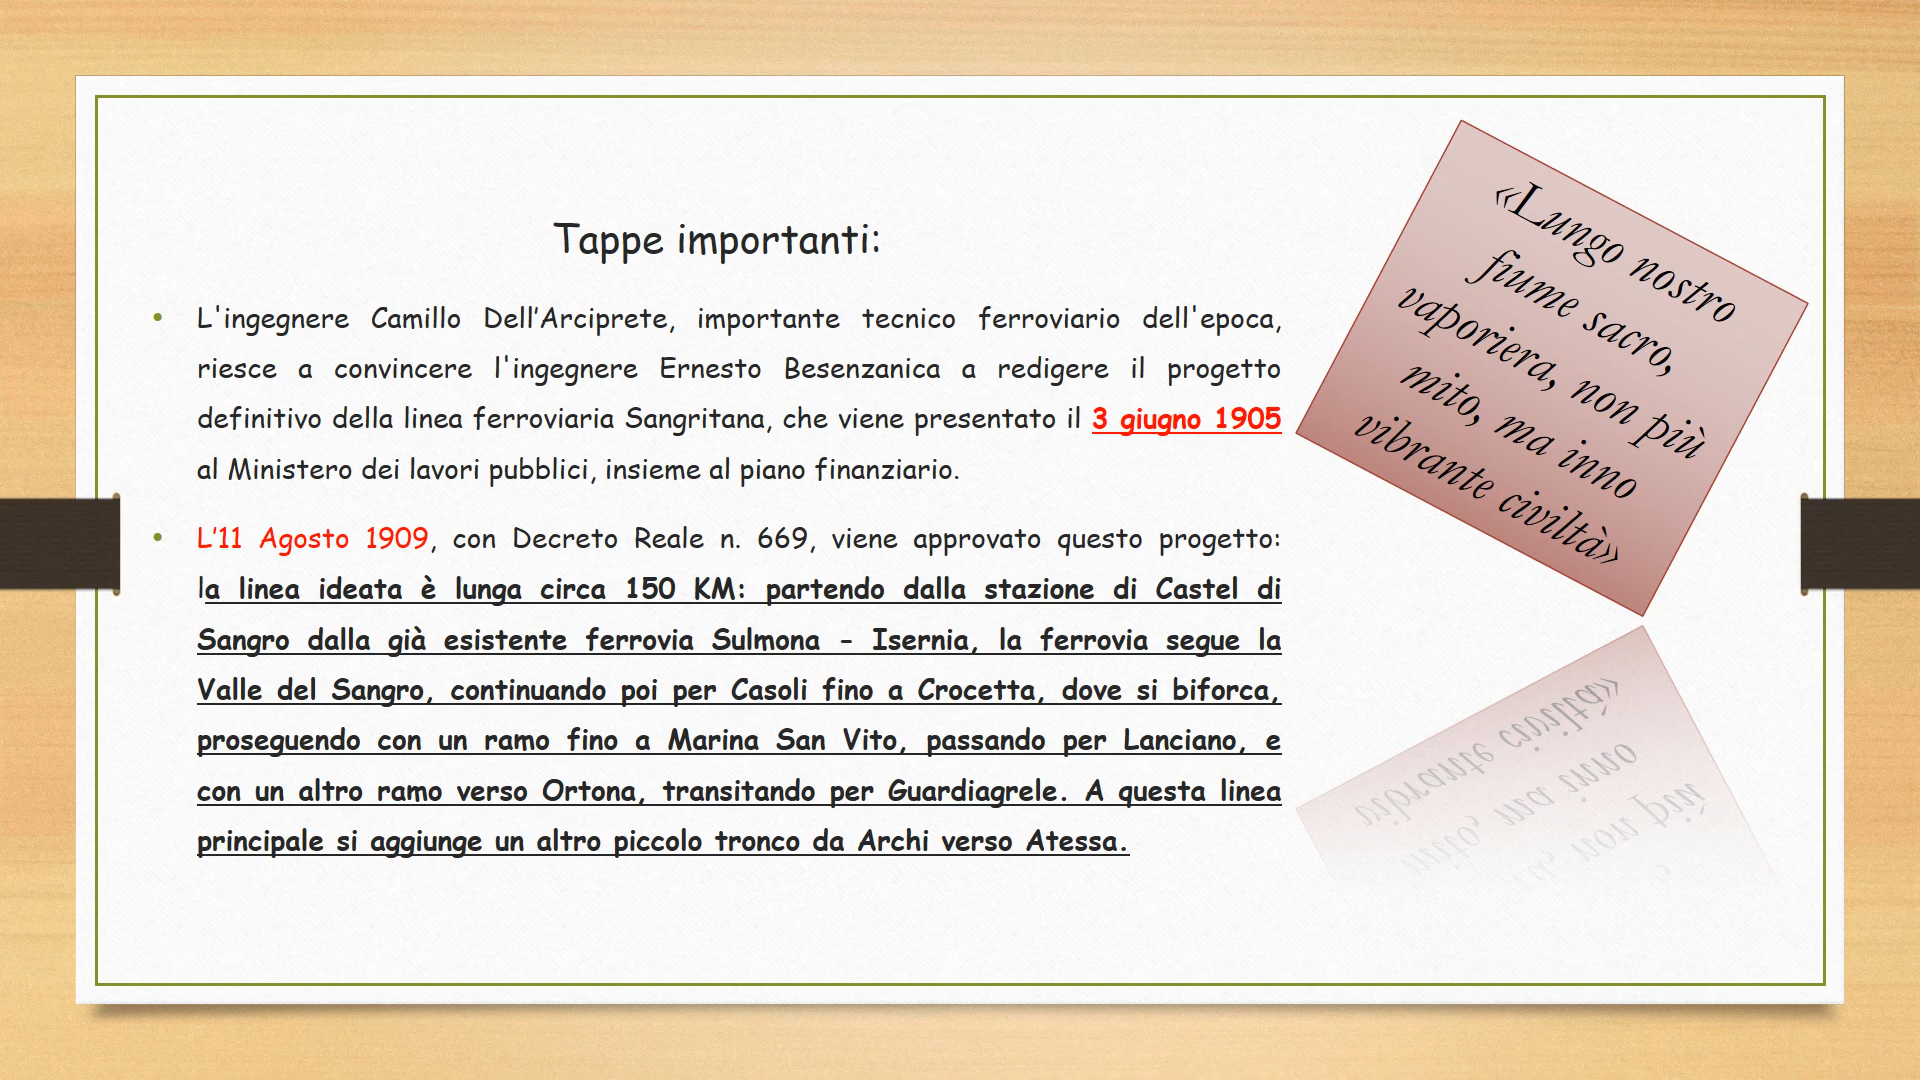 Tappe importanti:
• L'ingegnere Camillo Dell’Arciprete, importante tecnico ferroviario dell'epoca,
riesce a convincere l'ingegnere Ernesto Besenzanica a redigere il progetto
definitivo della linea ferroviaria Sangritana, che viene presentato il 3 giugno 1905
al Ministero dei lavori pubblici, insieme al piano finanziario.
• L’11 Agosto 1909, con Decreto Reale n. 669, viene approvato questo progetto:
la linea ideata è lunga circa 150 KM: partendo dalla stazione di Castel di
Sangro dalla già esistente ferrovia Sulmona - Isernia, la ferrovia segue la
Valle del Sangro, continuando poi per Casoli fino a Crocetta, dove si biforca,
proseguendo con un ramo fino a Marina San Vito, passando per Lanciano, e
con un altro ramo verso Ortona, transitando per Guardiagrele. A questa linea
principale si aggiunge un altro piccolo tronco da Archi verso Atessa.
«Lungo nostro
fiume sacro,
vaporiera, non più
mito, ma inno
vibrante civiltà»